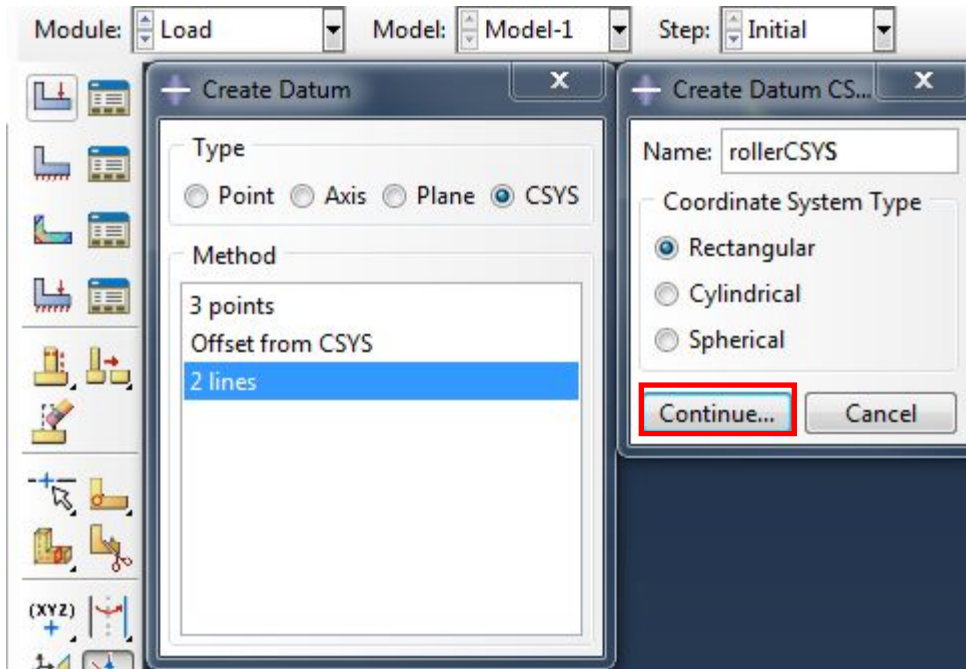 Module: Load Model: Model-1 Step: Initial
Create Datum
Type
Point Axis Plane CSYS
Method
3 points
Offset from CSYS
2 lines
Create Datum CS...
Name: rollerCSYS
Coordinate System Type
Rectangular
Cylindrical
Spherical
Continue... Cancel
(XYZ)